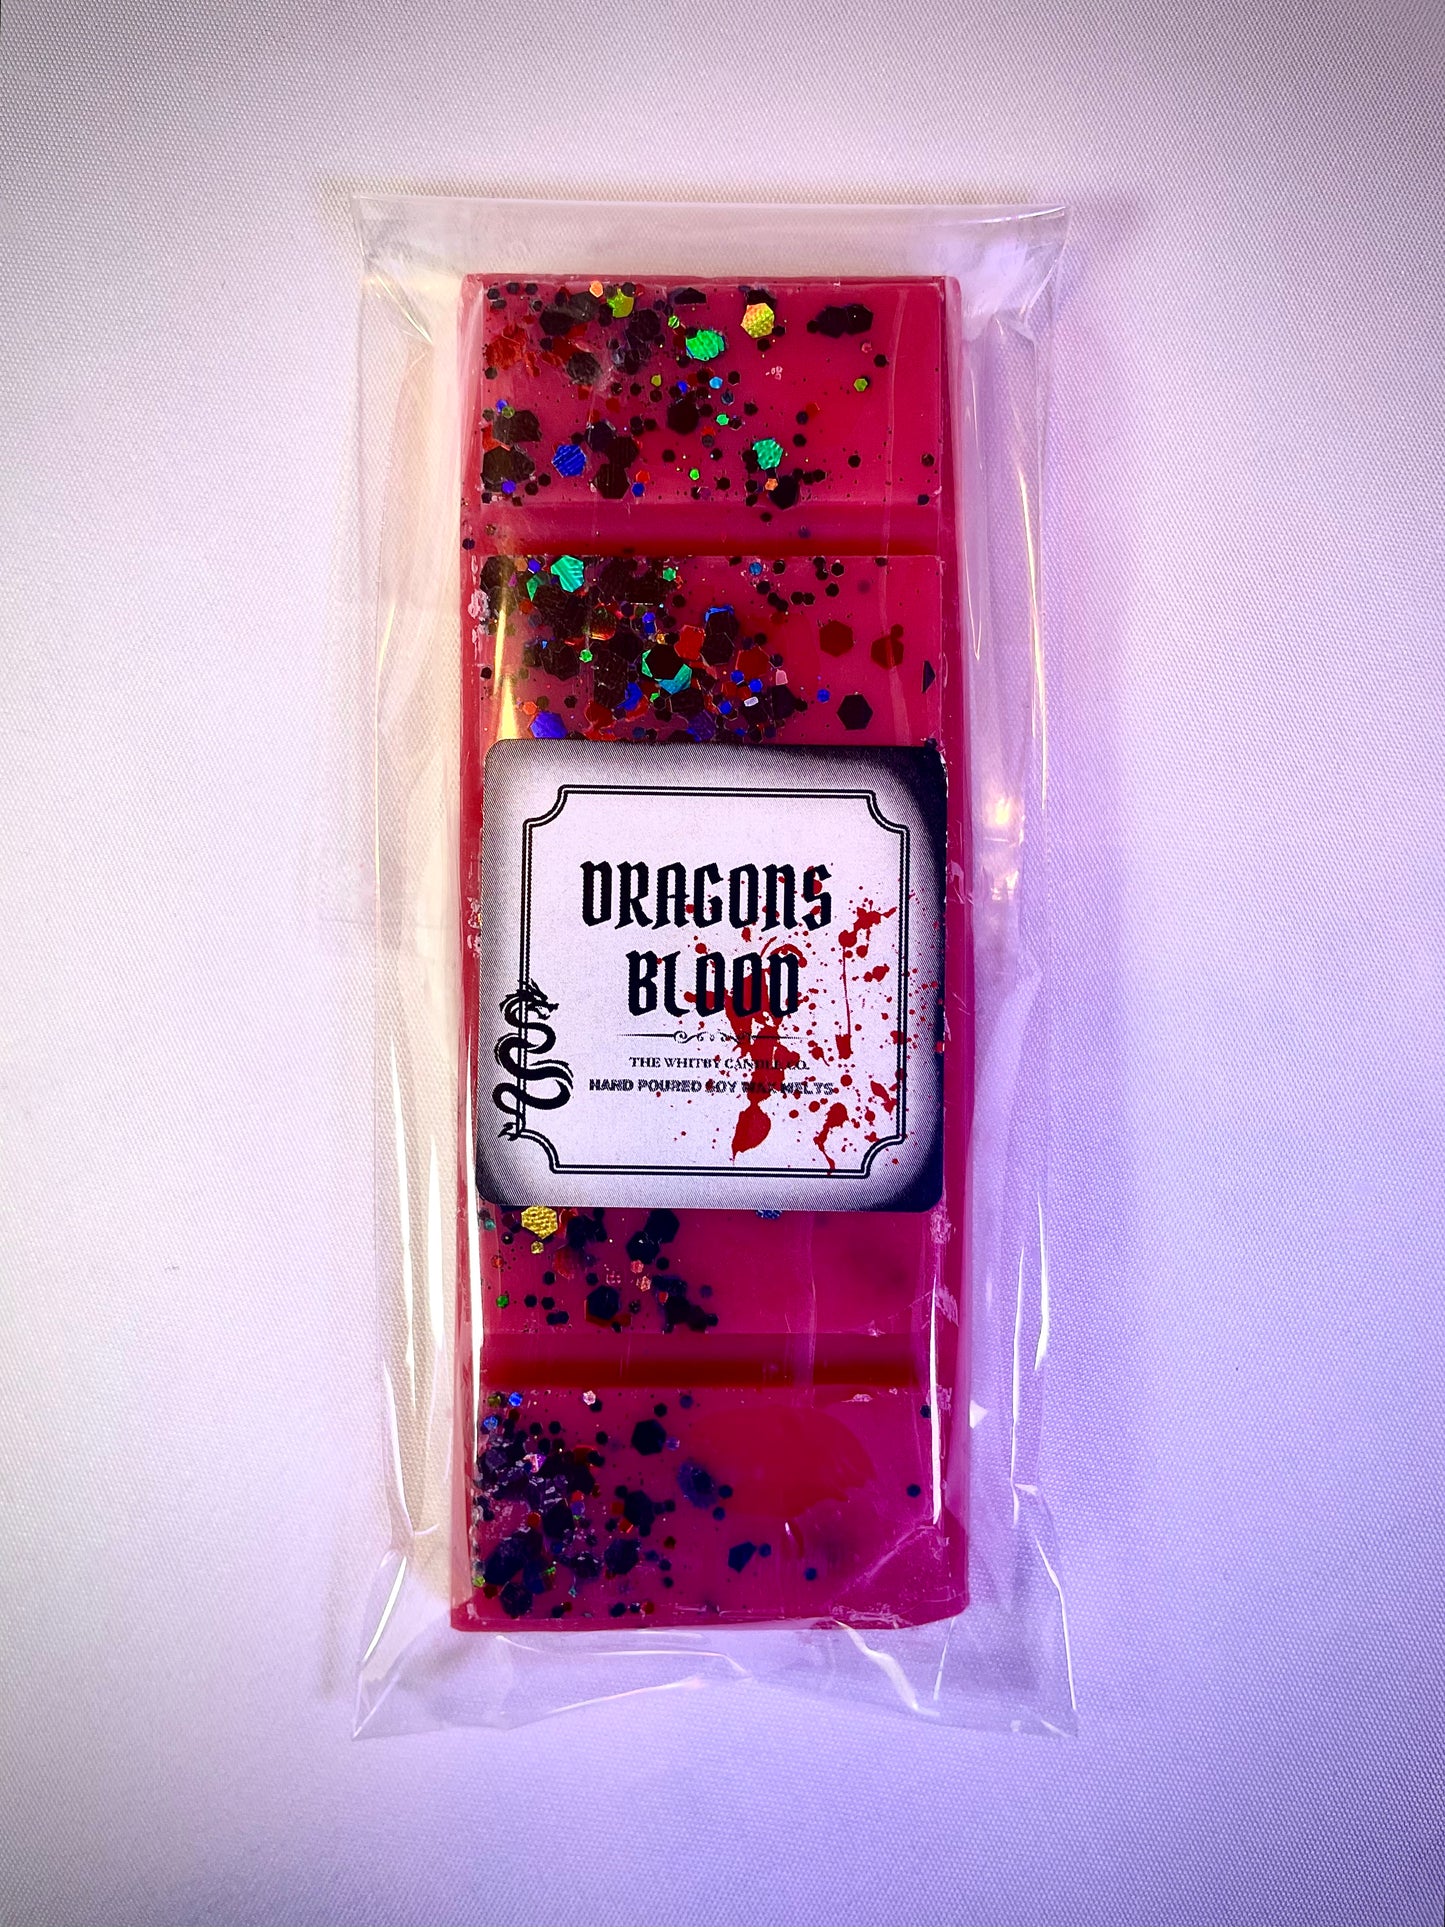 DRAGONS
BLOOD
THE WHITBY CANDLE CO.
HAND POURED SOY WAX MELTS